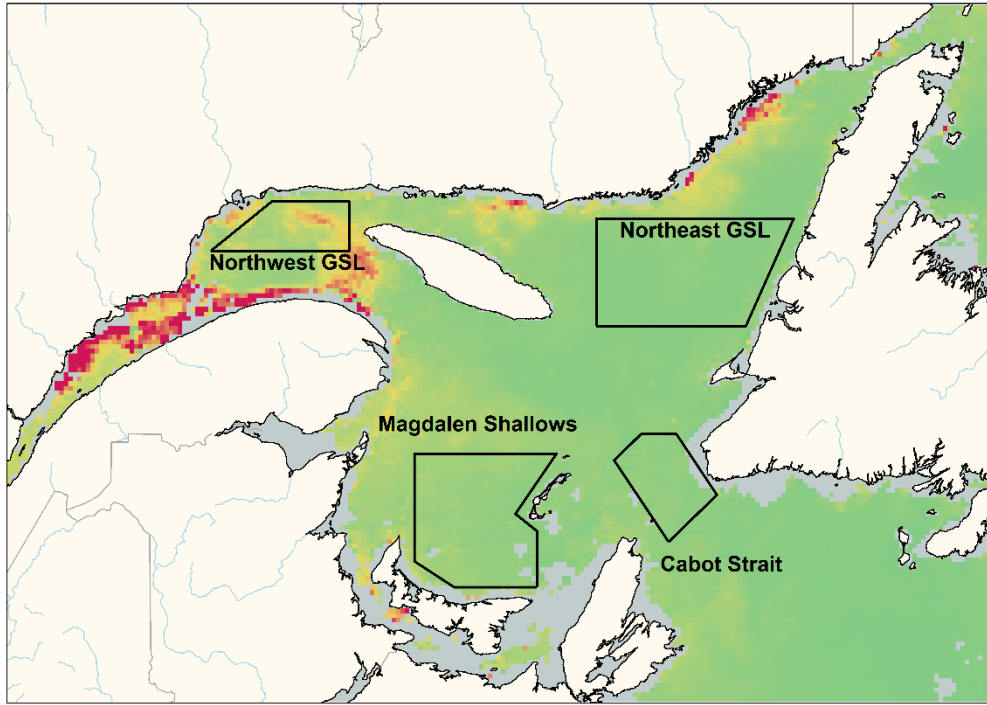 Northeast GSL
Northwest GSL
Magdalen Shallows
Cabot Strait